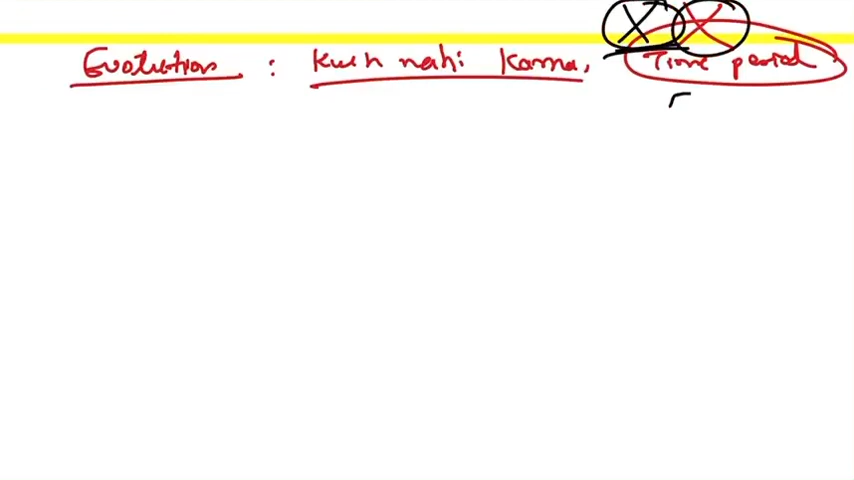 X X
Evolution : Kuch nahi Karna, Time period